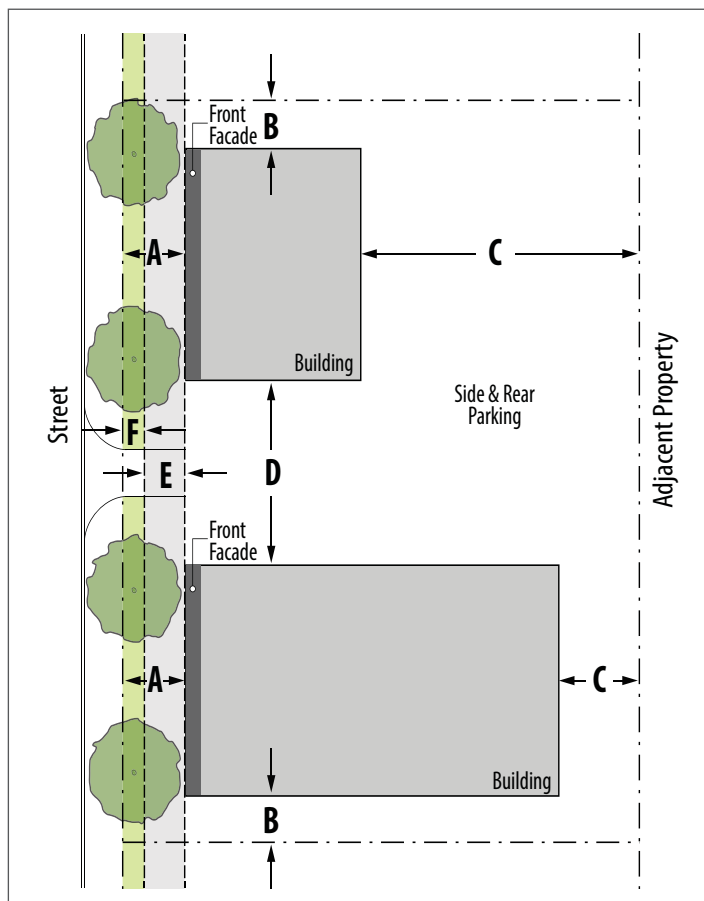 Front
Facade
B
A
C
Building
Side & Rear
Parking
Street
Adjacent Property
F
E
D
Front
Facade
A
C
Building
B